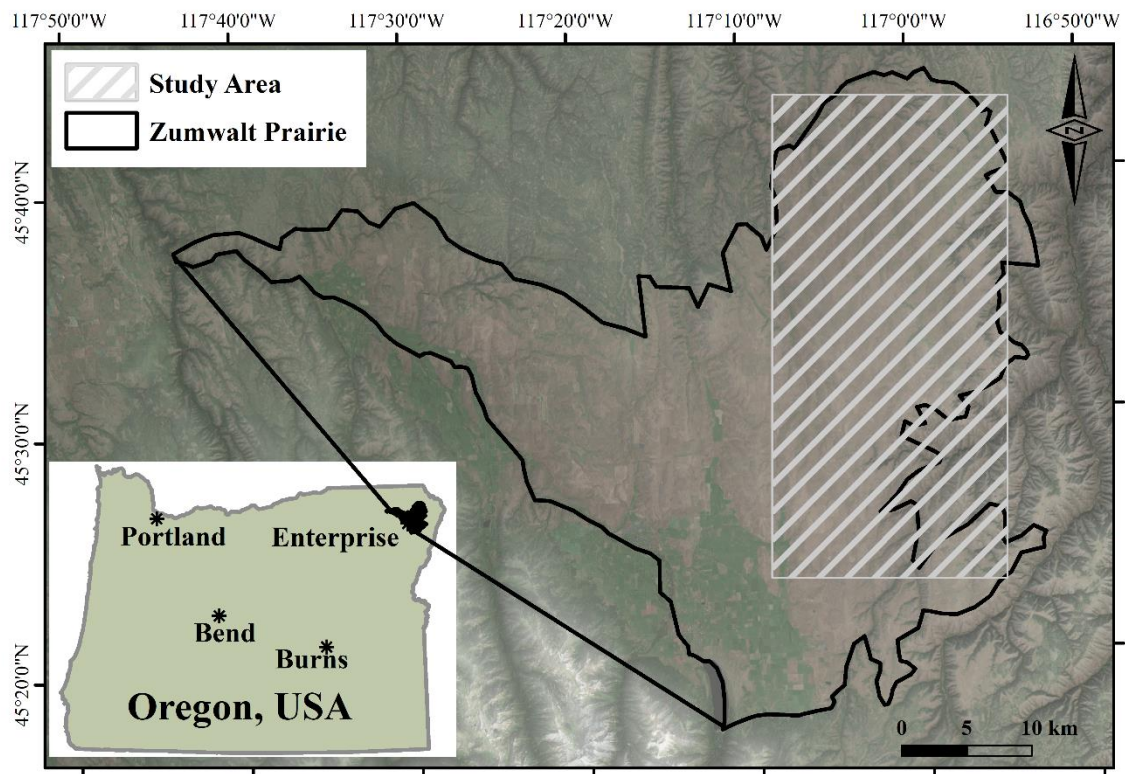 117°50'0"W 117°40'0"W 117°30'0"W 117°20'0"W 117°10'0"W 117°0'0"W 116°50'0"W
Study Area
Zumwalt Prairie
N
45°40'0"N
45°30'0"N
45°20'0"N
Portland
Enterprise
Bend
Burns
Oregon, USA
0 5 10 km